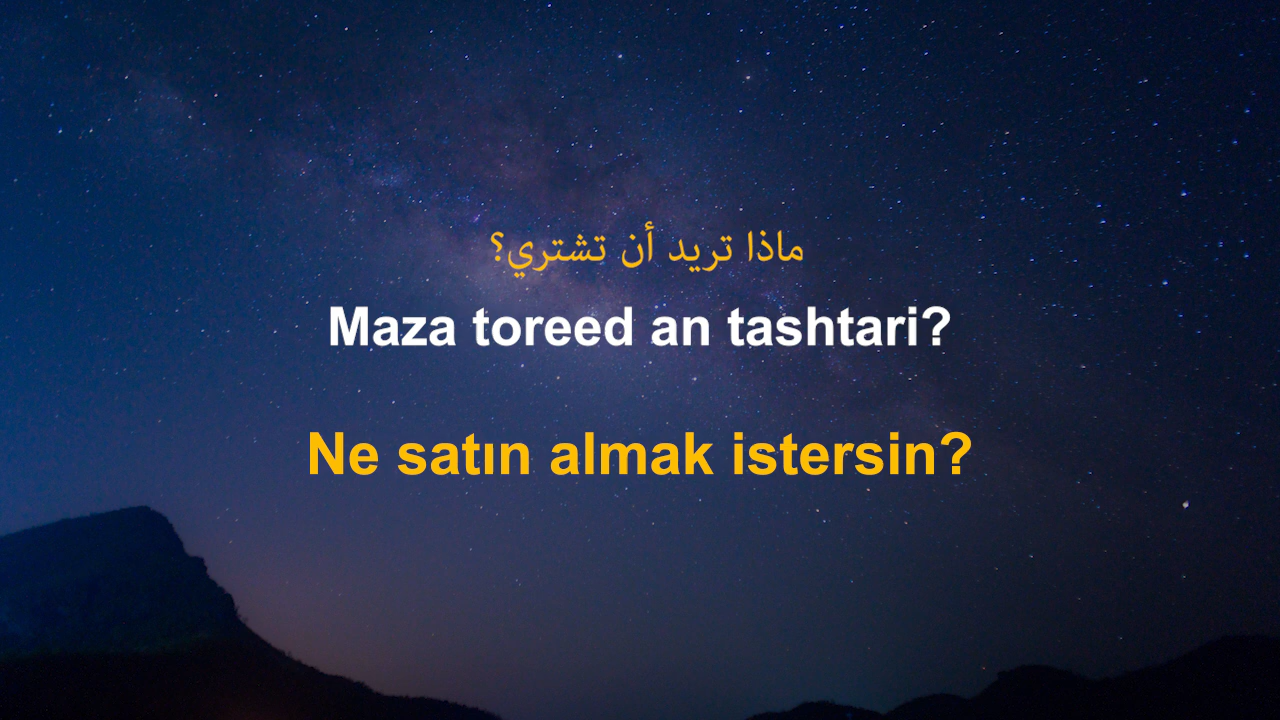 ماذا تريد أن تشتري؟
Maza toreed an tashtari?
Ne satın almak istersin?